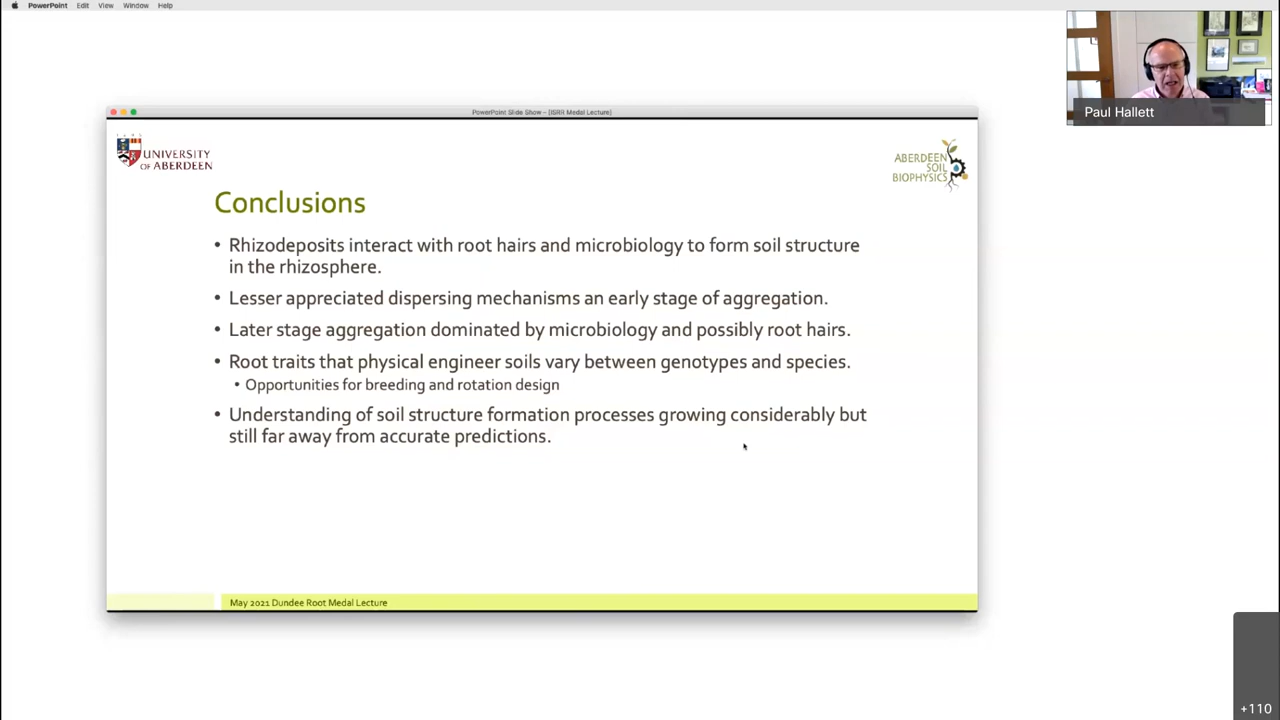 PowerPoint Edit View Window Help
PowerPoint Slide Show - [ISRR Medal Lecture]
Paul Hallett
UNIVERSITY
OF ABERDEEN
ABERDEEN
SOIL
BIOPHYSICS
Conclusions
• Rhizodeposits interact with root hairs and microbiology to form soil structure
in the rhizosphere.
• Lesser appreciated dispersing mechanisms an early stage of aggregation.
• Later stage aggregation dominated by microbiology and possibly root hairs.
• Root traits that physical engineer soils vary between genotypes and species.
• Opportunities for breeding and rotation design
• Understanding of soil structure formation processes growing considerably but
still far away from accurate predictions.
May 2021 Dundee Root Medal Lecture
+110